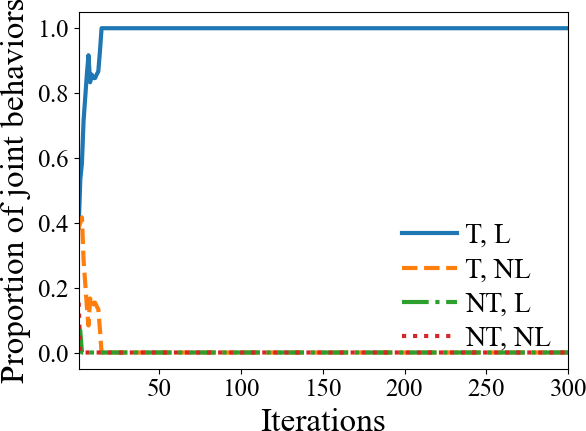 Proportion of joint behaviors
1.0
0.8
0.6
0.4
0.2
0.0
T, L
T, NL
NT, L
NT, NL
50
100
150
200
250
300
Iterations